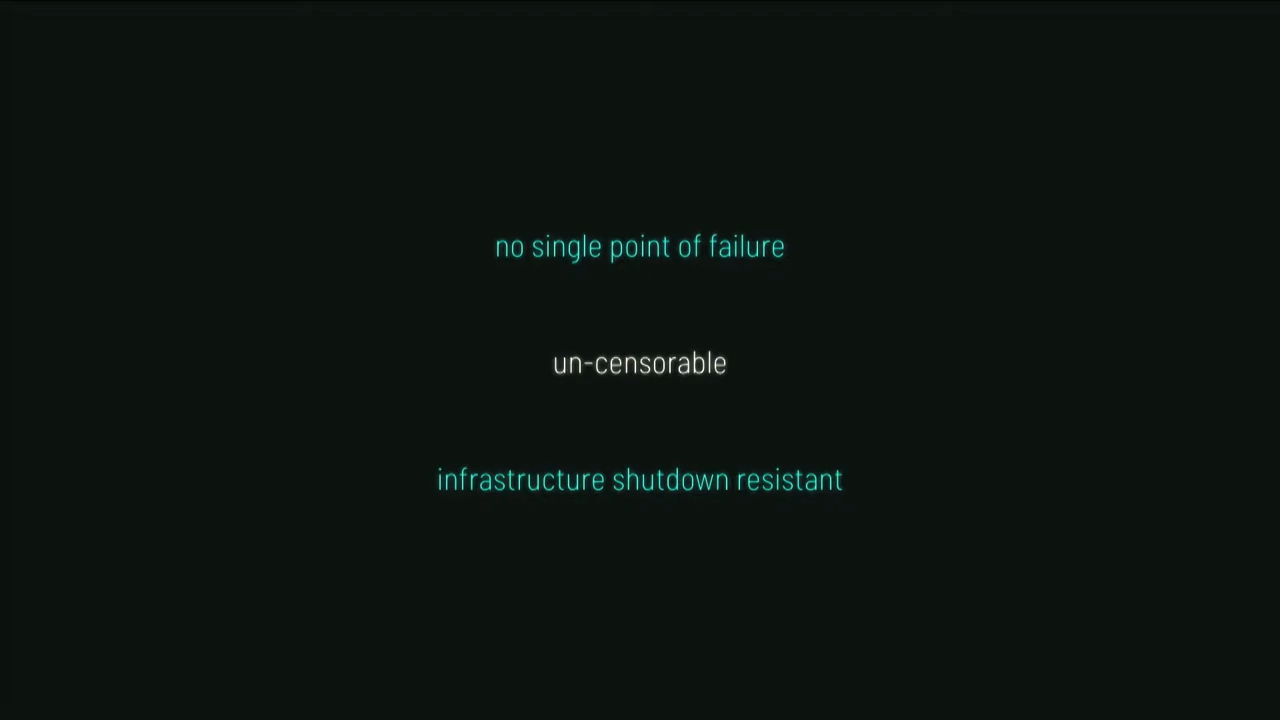 no single point of failure
un-censorable
infrastructure shutdown resistant